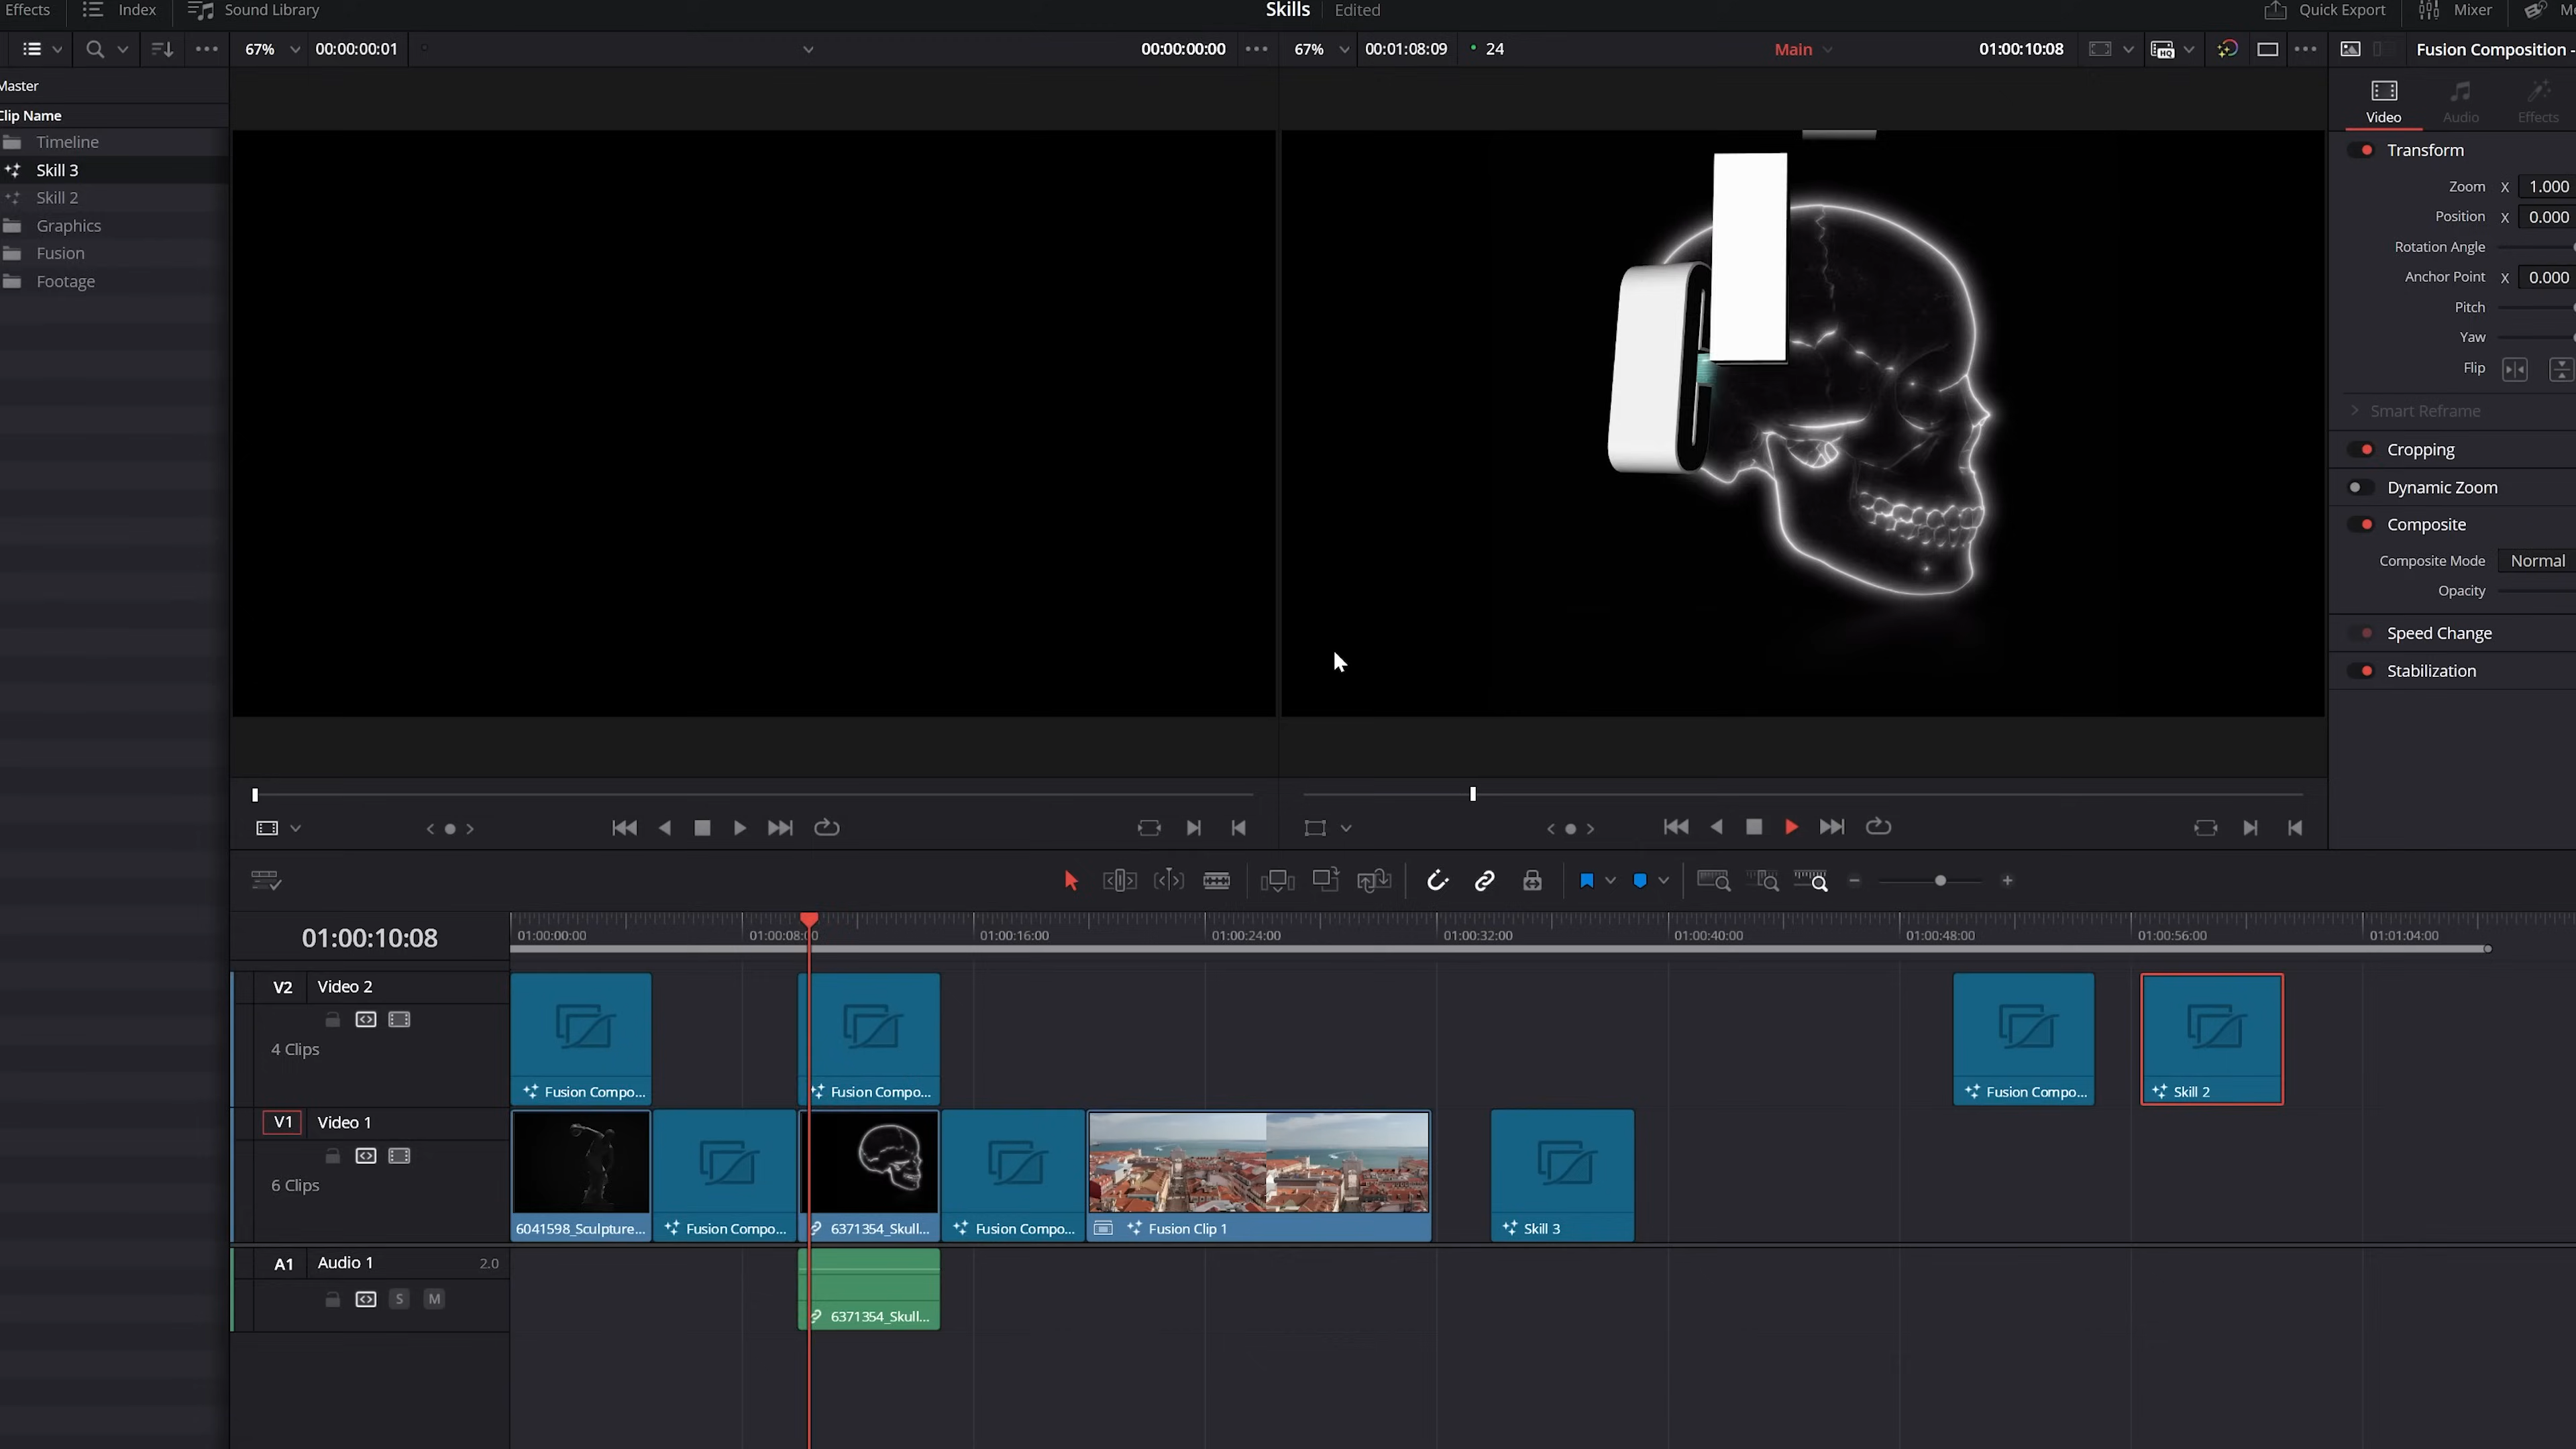 Effects Index Sound Library Skills Edited Quick Export Mixer
67% 00:00:00:01 00:00:00:00 67% 00:01:08:09 24 Main 01:00:10:08 Fusion Composition -
Master
Clip Name
Timeline
Skill 3
Skill 2
Graphics
Fusion
Footage
Video Audio Effects
Transform
Zoom X 1.000
Position X 0.000
Rotation Angle
Anchor Point X 0.000
Pitch
Yaw
Flip
Smart Reframe
Cropping
Dynamic Zoom
Composite
Composite Mode Normal
Opacity
Speed Change
Stabilization
01:00:10:08
01:00:00:00 01:00:08:00 01:00:16:00 01:00:24:00 01:00:32:00 01:00:40:00 01:00:48:00 01:00:56:00 01:01:04:00
V2 Video 2
4 Clips
Fusion Compo... Fusion Compo... Fusion Compo... Skill 2
V1 Video 1
6 Clips
6041598_Sculpture... Fusion Compo... 6371354_Skull... Fusion Compo... Fusion Clip 1 Skill 3
A1 Audio 1 2.0
S M
6371354_Skull...